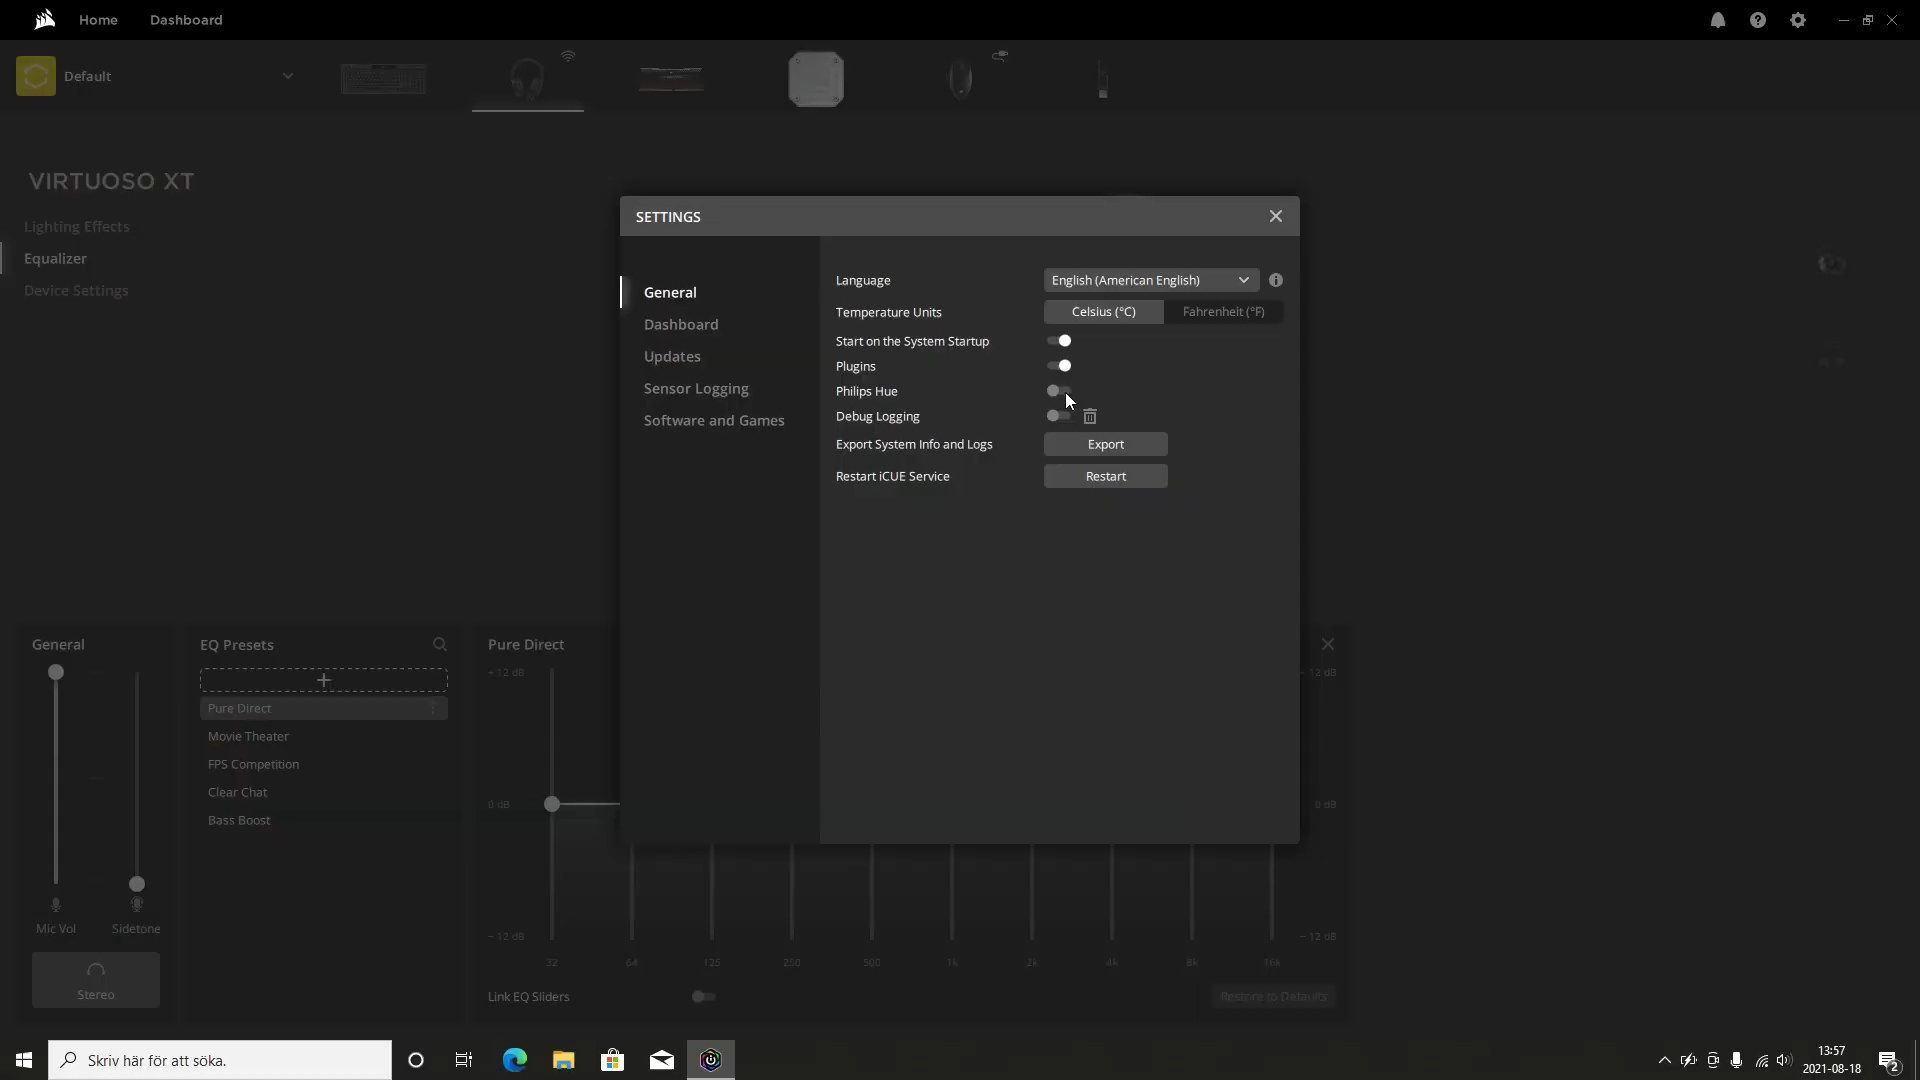 Home
Dashboard
Default
VIRTUOSO XT
Lighting Effects
Equalizer
Device Settings
SETTINGS
General
Dashboard
Updates
Sensor Logging
Software and Games
Language
English (American English)
Temperature Units
Celsius (°C)
Fahrenheit (°F)
Start on the System Startup
Plugins
Philips Hue
Debug Logging
Export System Info and Logs
Export
Restart iCUE Service
Restart
General
Mic Vol
Sidetone
Stereo
EQ Presets
Pure Direct
Movie Theater
FPS Competition
Clear Chat
Bass Boost
Pure Direct
+ 12 dB
0 dB
− 12 dB
+ 12 dB
0 dB
− 12 dB
32
64
125
250
500
1k
2k
4k
8k
16k
Link EQ Sliders
Restore to Defaults
Skriv här för att söka.
13:57
2021-08-18
2